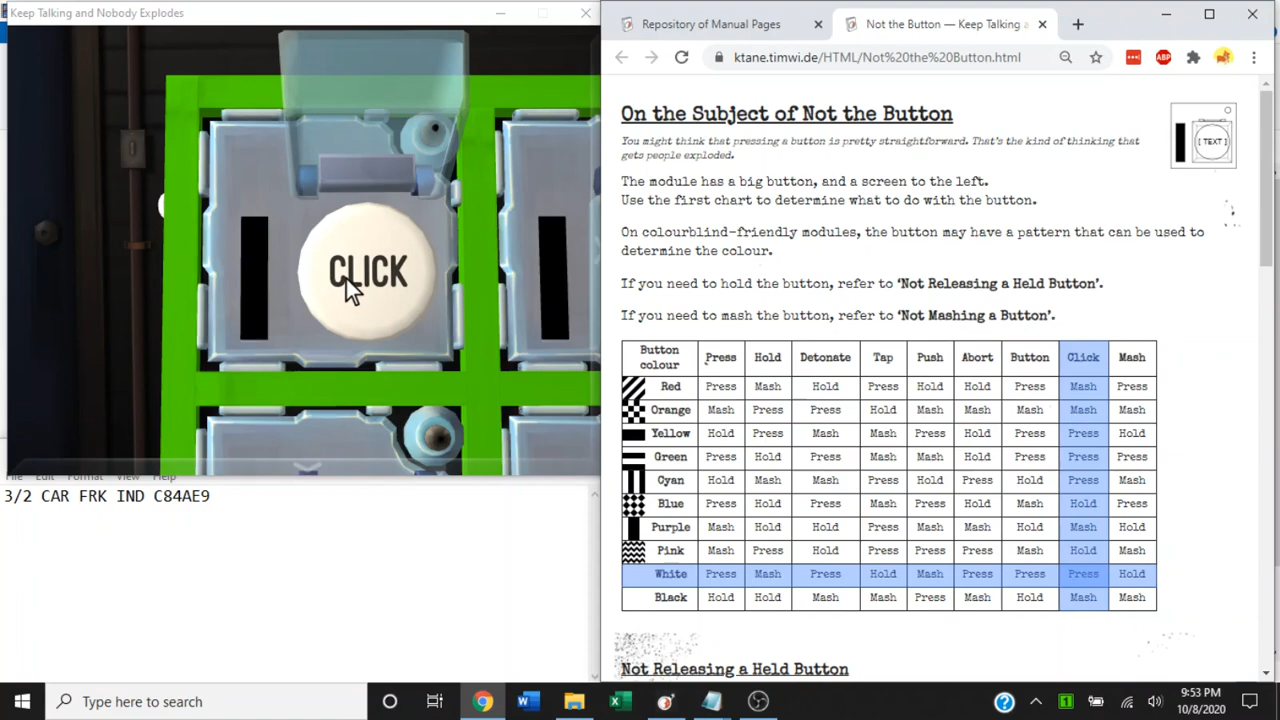 Keep Talking and Nobody Explodes
CLICK
3/2 CAR FRK IND C84AE9
Repository of Manual Pages
Not the Button — Keep Talking a
ktane.timwi.de/HTML/Not%20the%20Button.html
ABP
On the Subject of Not the Button
You might think that pressing a button is pretty straightforward. That's the kind of thinking that
gets people exploded.
[ TEXT ]
The module has a big button, and a screen to the left.
Use the first chart to determine what to do with the button.
On colourblind-friendly modules, the button may have a pattern that can be used to
determine the colour.
If you need to hold the button, refer to ‘Not Releasing a Held Button’.
If you need to mash the button, refer to ‘Not Mashing a Button’.
Button colour Press Hold Detonate Tap Push Abort Button Click Mash
Red Press Mash Hold Press Hold Hold Press Mash Press
Orange Mash Press Press Hold Mash Mash Mash Mash Mash
Yellow Hold Press Mash Mash Press Hold Mash Press Hold
Green Press Hold Press Mash Mash Hold Hold Press Press
Cyan Hold Mash Mash Press Hold Press Hold Mash Press
Blue Press Hold Press Press Mash Mash Press Hold Press
Purple Mash Hold Hold Press Mash Mash Hold Mash Hold
Pink Mash Press Hold Press Press Press Mash Hold Mash
White Press Mash Press Hold Mash Press Press Press Hold
Black Hold Hold Mash Mash Press Mash Hold Mash Mash
Not Releasing a Held Button
Type here to search
9:53 PM
10/8/2020